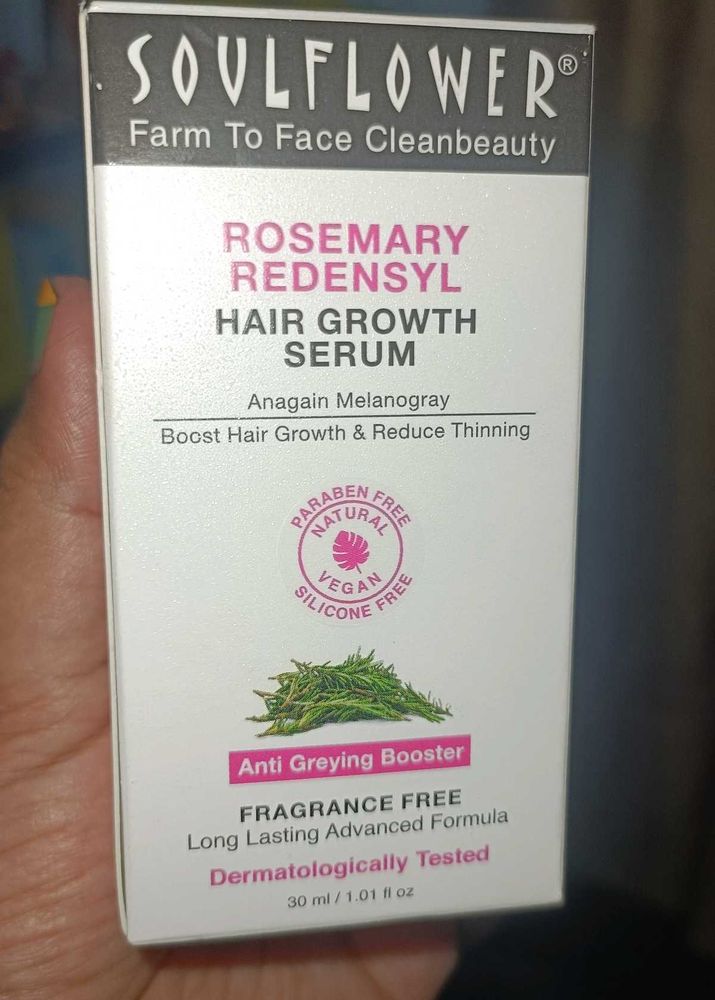 SOULFLOWER®
Farm To Face Cleanbeauty
ROSEMARY
REDENSYL
HAIR GROWTH
SERUM
Anagain Melanogray
Boost Hair Growth & Reduce Thinning
PARABEN FREE
NATURAL
VEGAN
SILICONE FREE
Anti Greying Booster
FRAGRANCE FREE
Long Lasting Advanced Formula
Dermatologically Tested
30 ml / 1.01 fl oz